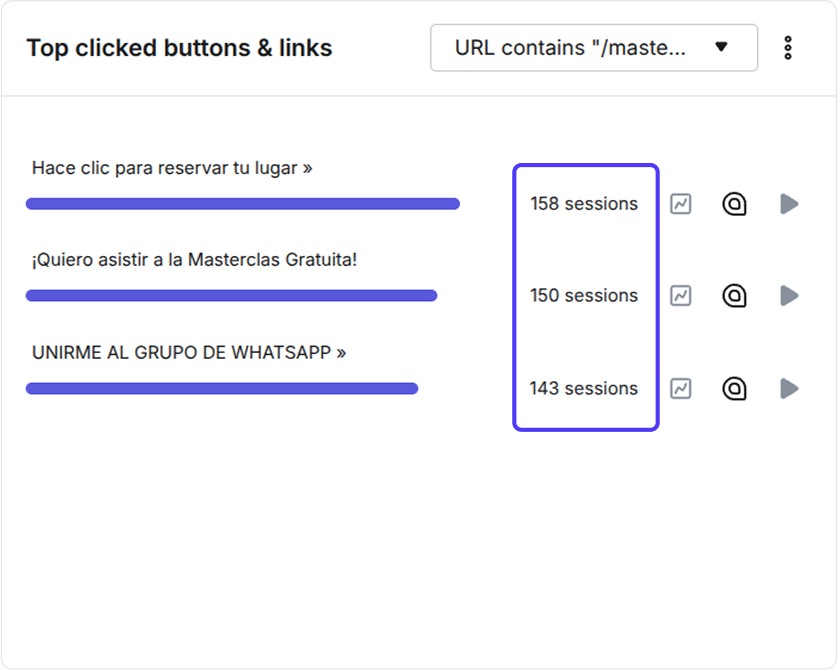 Top clicked buttons & links
URL contains "/maste...
Hace clic para reservar tu lugar »
158 sessions
¡Quiero asistir a la Masterclas Gratuita!
150 sessions
UNIRME AL GRUPO DE WHATSAPP »
143 sessions